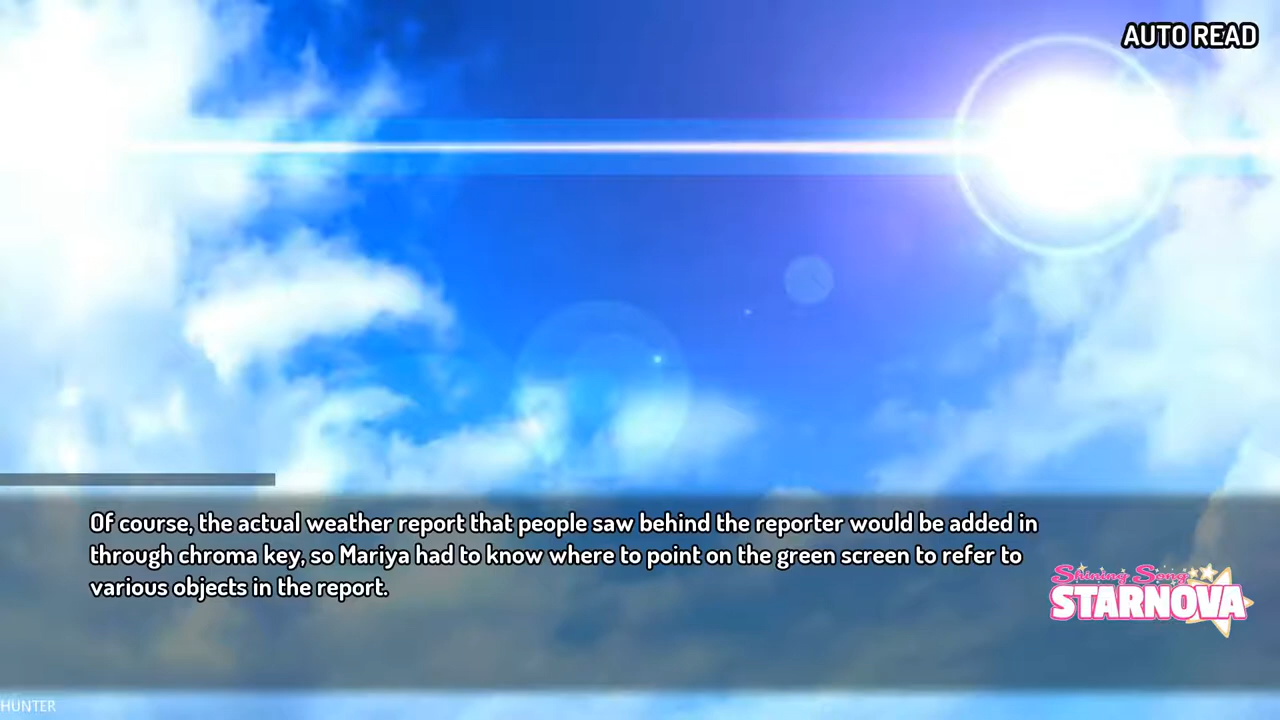 AUTO READ
Of course, the actual weather report that people saw behind the reporter would be added in
through chroma key, so Mariya had to know where to point on the green screen to refer to
various objects in the report.
Shining Song
STARNOVA
HUNTER